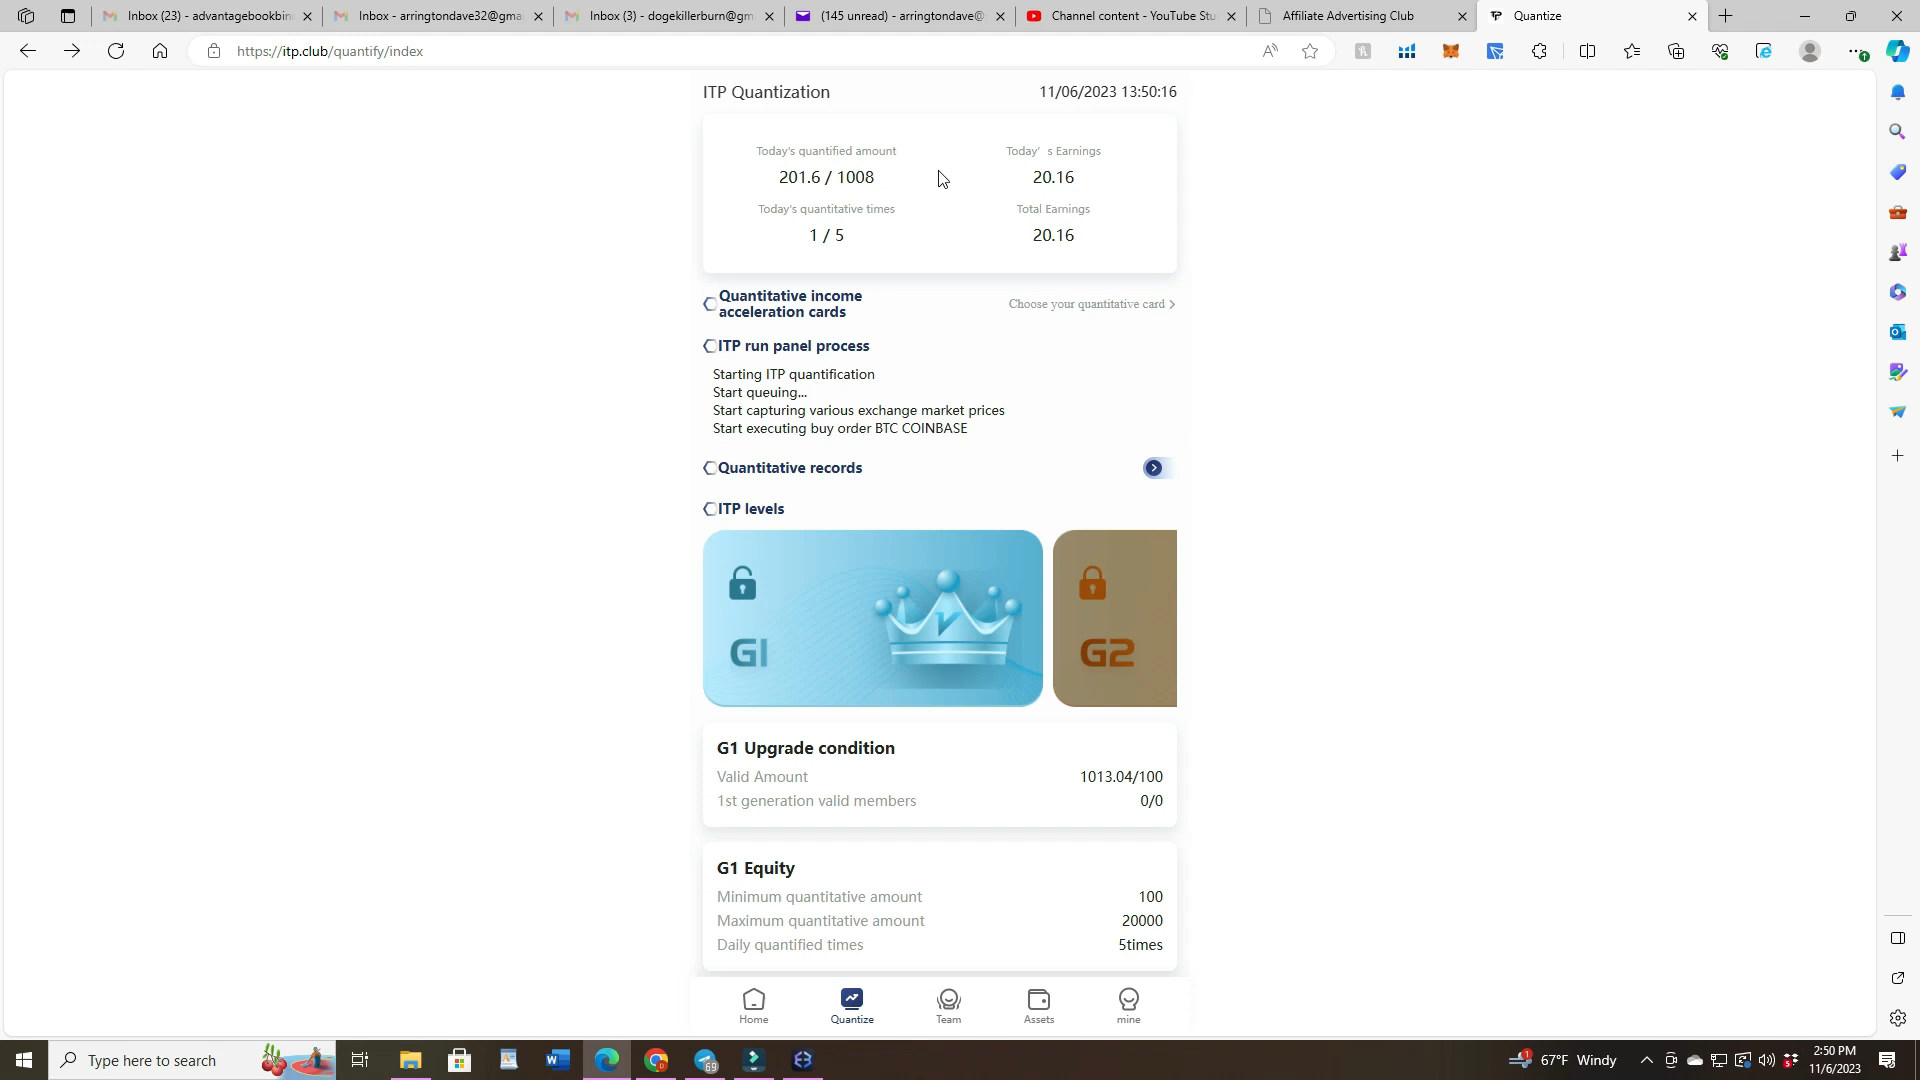 Inbox (23) - advantagebookbin
Inbox - arringtondave32@gma
Inbox (3) - dogekillerburn@gm
(145 unread) - arringtondave@
Channel content - YouTube Stu
Affiliate Advertising Club
Quantize
https://itp.club/quantify/index
ITP Quantization
11/06/2023 13:50:16
Today's quantified amount
Today' s Earnings
201.6 / 1008
20.16
Today's quantitative times
Total Earnings
1 / 5
20.16
Quantitative income
acceleration cards
Choose your quantitative card >
ITP run panel process
Starting ITP quantification
Start queuing...
Start capturing various exchange market prices
Start executing buy order BTC COINBASE
Quantitative records
ITP levels
G1
G2
G1 Upgrade condition
Valid Amount
1013.04/100
1st generation valid members
0/0
G1 Equity
Minimum quantitative amount
100
Maximum quantitative amount
20000
Daily quantified times
5times
Home
Quantize
Team
Assets
mine
Type here to search
69
67°F Windy
2:50 PM
11/6/2023